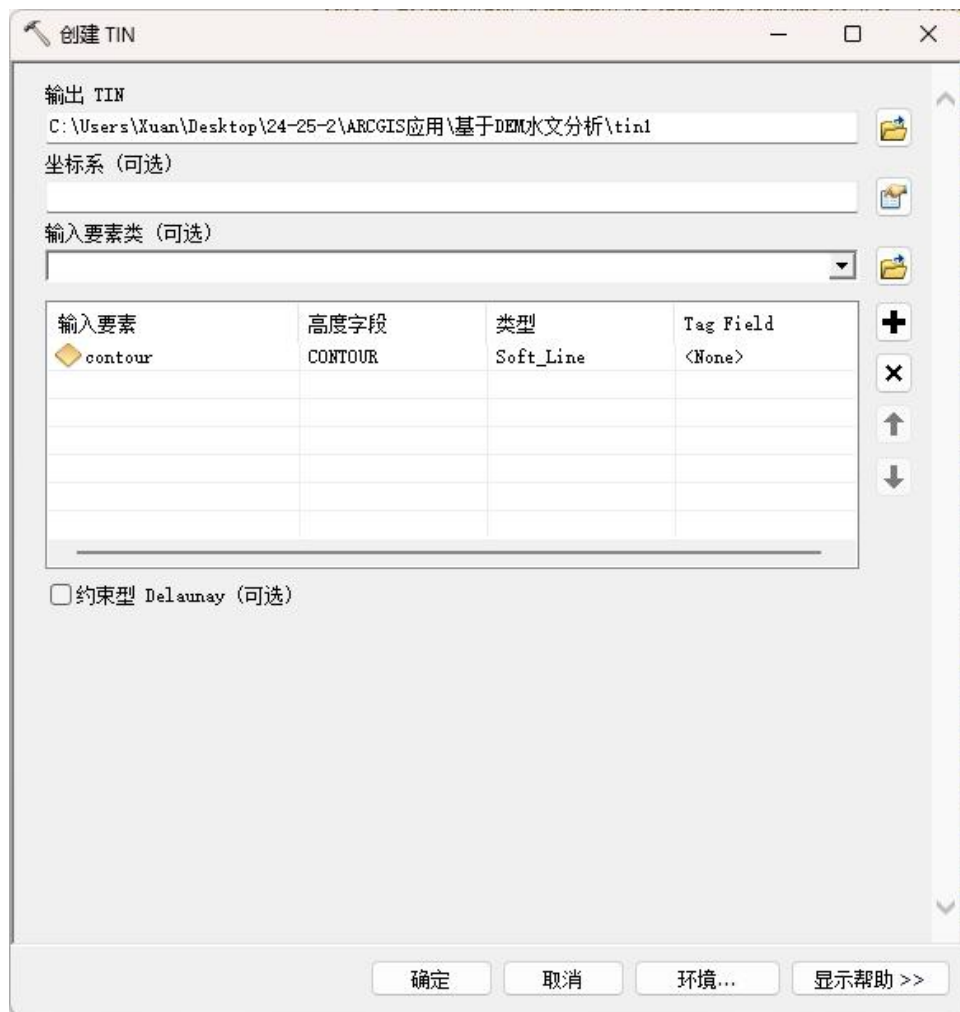 创建 TIN
输出 TIN
C:\Users\Xuan\Desktop\24-25-2\ARCGIS应用\基于DEM水文分析\tin1
坐标系 (可选)
输入要素类 (可选)
输入要素 高度字段 类型 Tag Field
contour CONTOUR Soft_Line <None>
约束型 Delaunay (可选)
确定 取消 环境... 显示帮助 >>